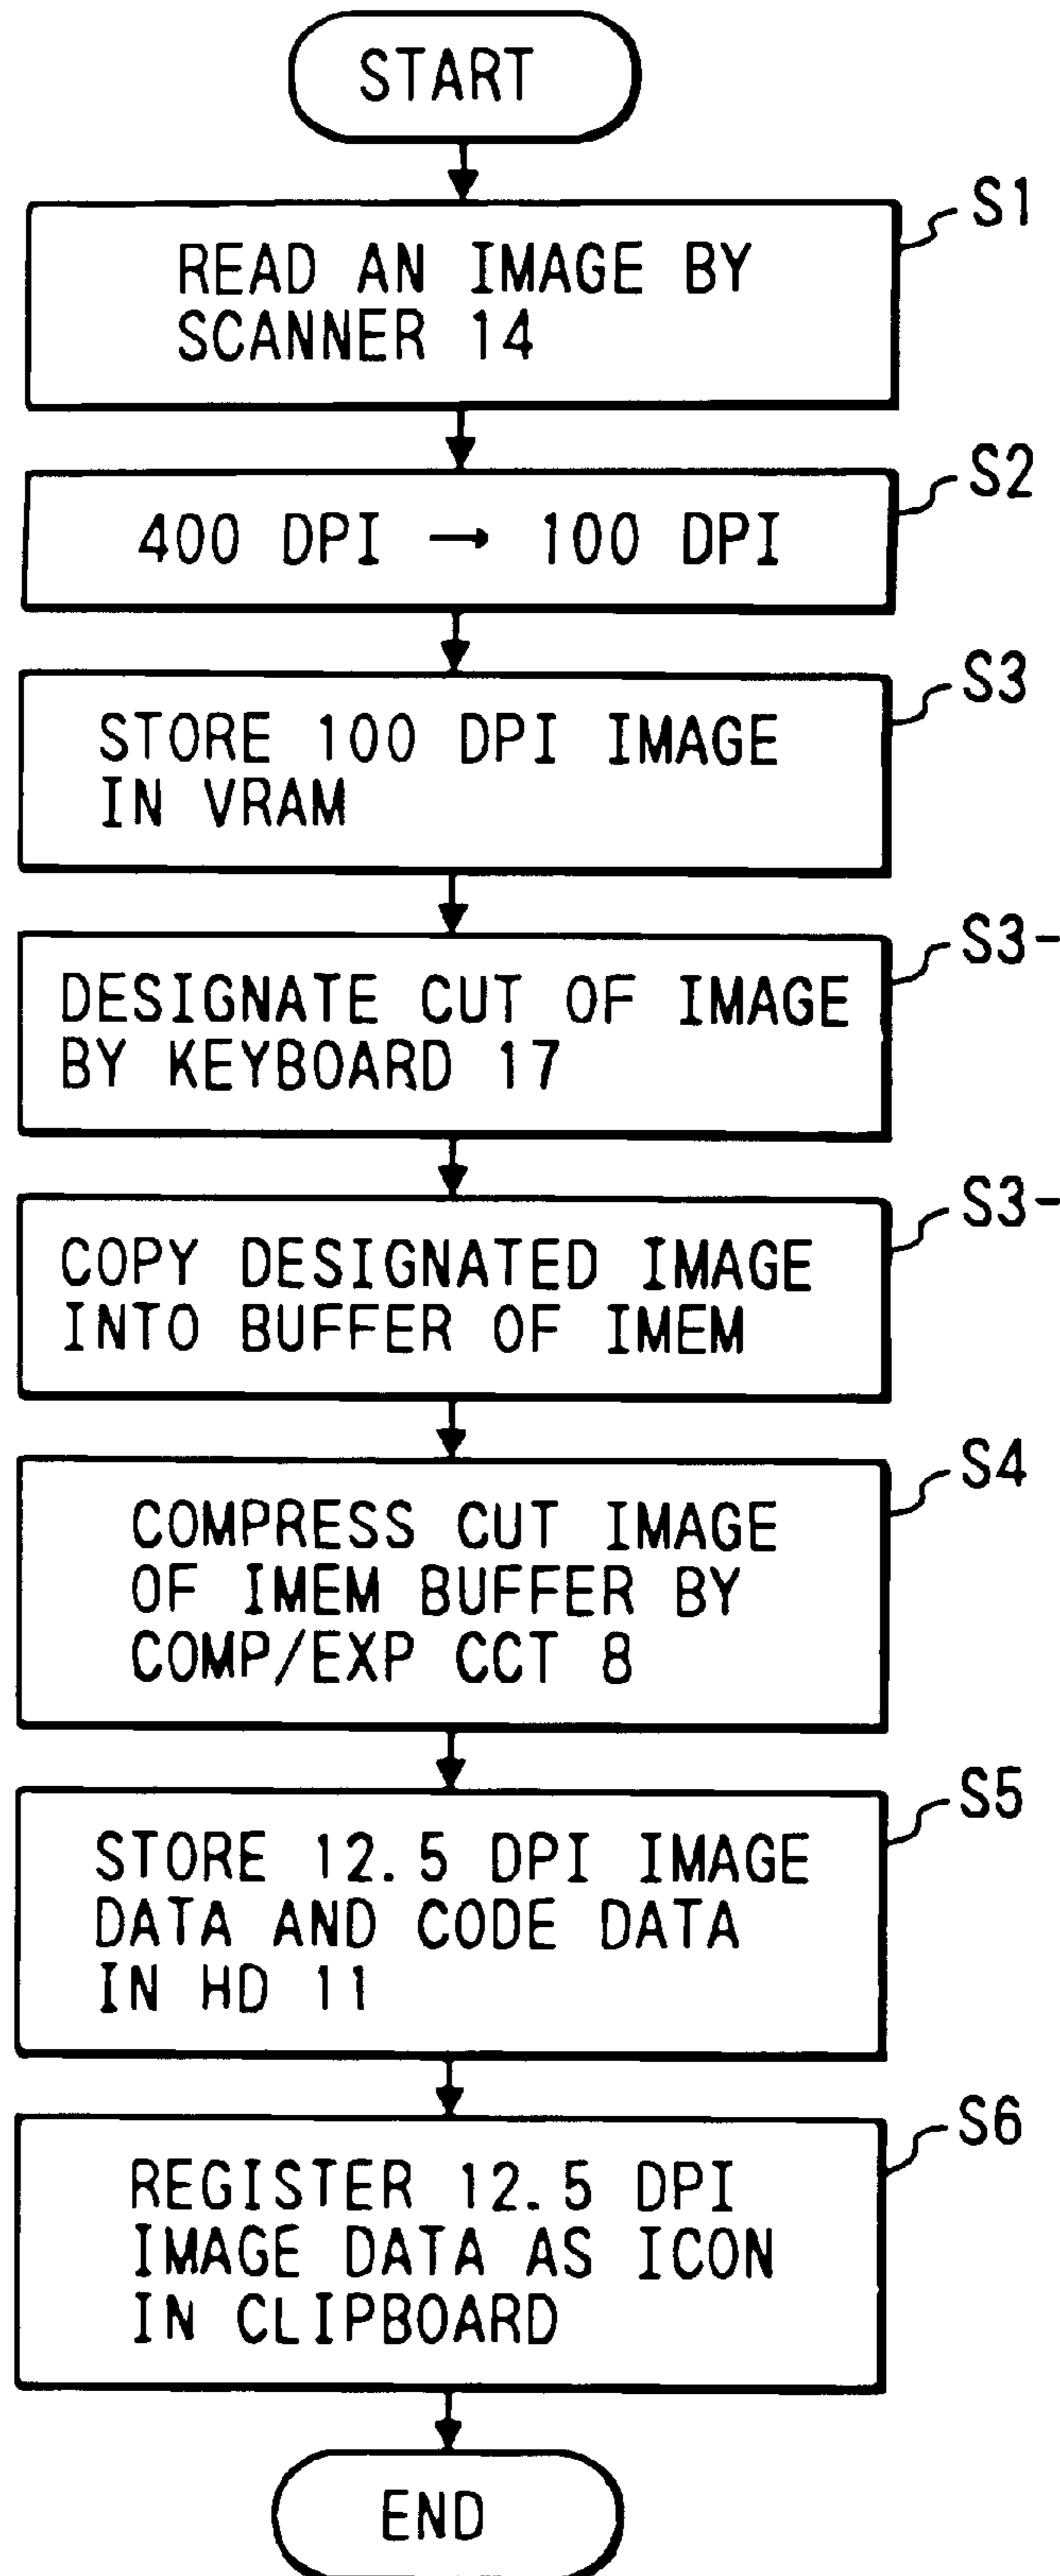 START
S1
READ AN IMAGE BY
SCANNER 14
S2
400 DPI → 100 DPI
S3
STORE 100 DPI IMAGE
IN VRAM
S3-
DESIGNATE CUT OF IMAGE
BY KEYBOARD 17
S3-
COPY DESIGNATED IMAGE
INTO BUFFER OF IMEM
S4
COMPRESS CUT IMAGE
OF IMEM BUFFER BY
COMP/EXP CCT 8
S5
STORE 12.5 DPI IMAGE
DATA AND CODE DATA
IN HD 11
S6
REGISTER 12.5 DPI
IMAGE DATA AS ICON
IN CLIPBOARD
END